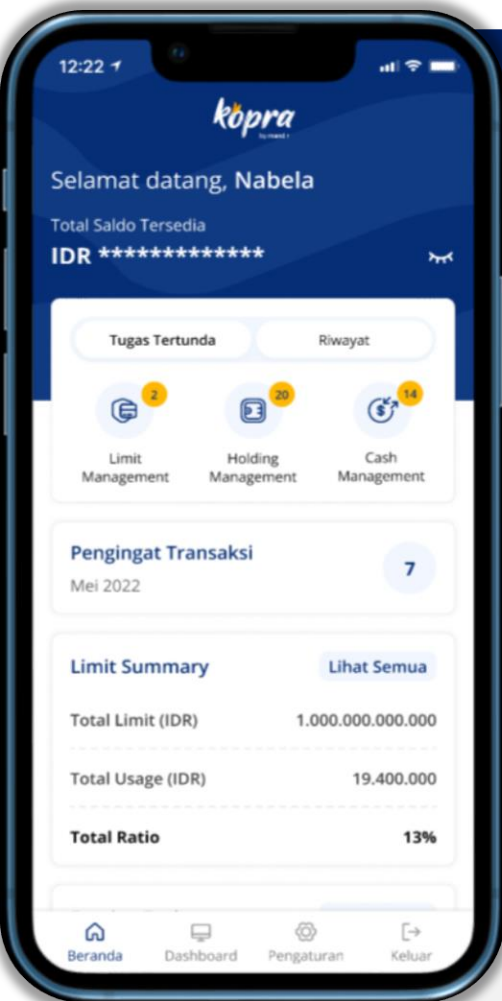 12:22
kopra
Selamat datang, Nabela
Total Saldo Tersedia
IDR *************
Tugas Tertunda Riwayat
2 20 14
Limit Management Holding Management Cash Management
Pengingat Transaksi
Mei 2022
7
Limit Summary Lihat Semua
Total Limit (IDR) 1.000.000.000.000
Total Usage (IDR) 19.400.000
Total Ratio 13%
Beranda Dashboard Pengaturan Keluar